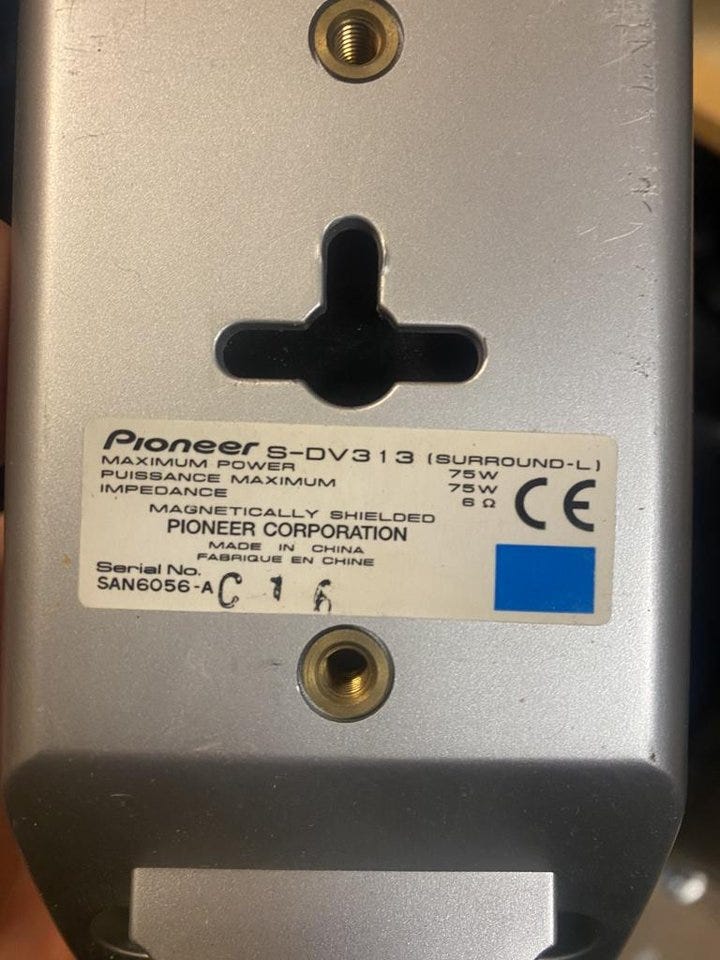 Pioneer S-DV313 (SURROUND-L)
MAXIMUM POWER 75W
PUISSANCE MAXIMUM 75W
IMPEDANCE 6 Ω
CE
MAGNETICALLY SHIELDED
PIONEER CORPORATION
MADE IN CHINA
FABRIQUE EN CHINE
Serial No.
SAN6056-A C 1 6